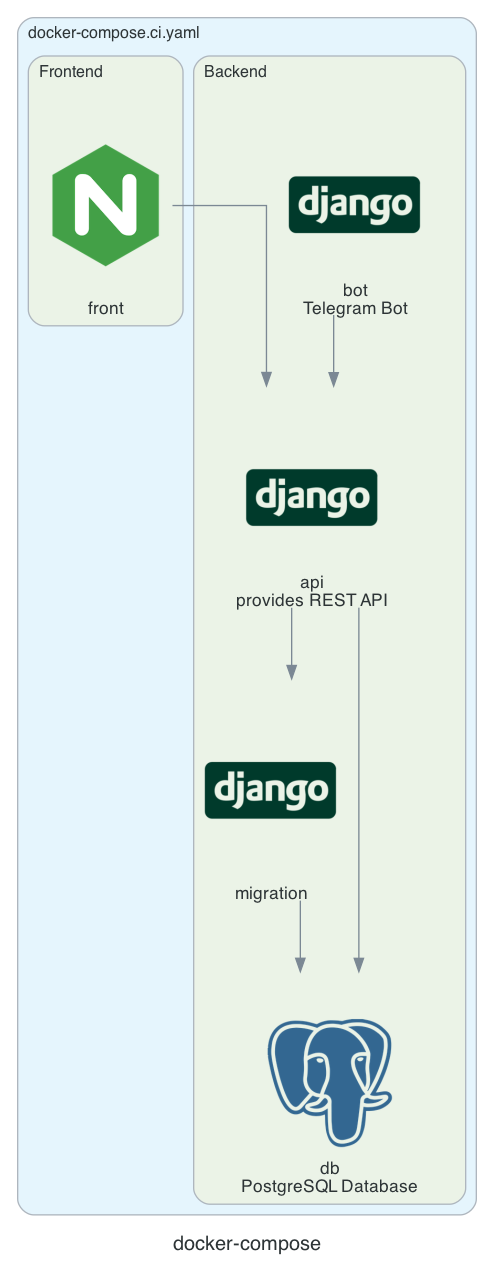 docker-compose.ci.yaml
Frontend
Backend
N
django
front
bot
Telegram Bot
django
api
provides REST API
django
migration
db
PostgreSQL Database
docker-compose